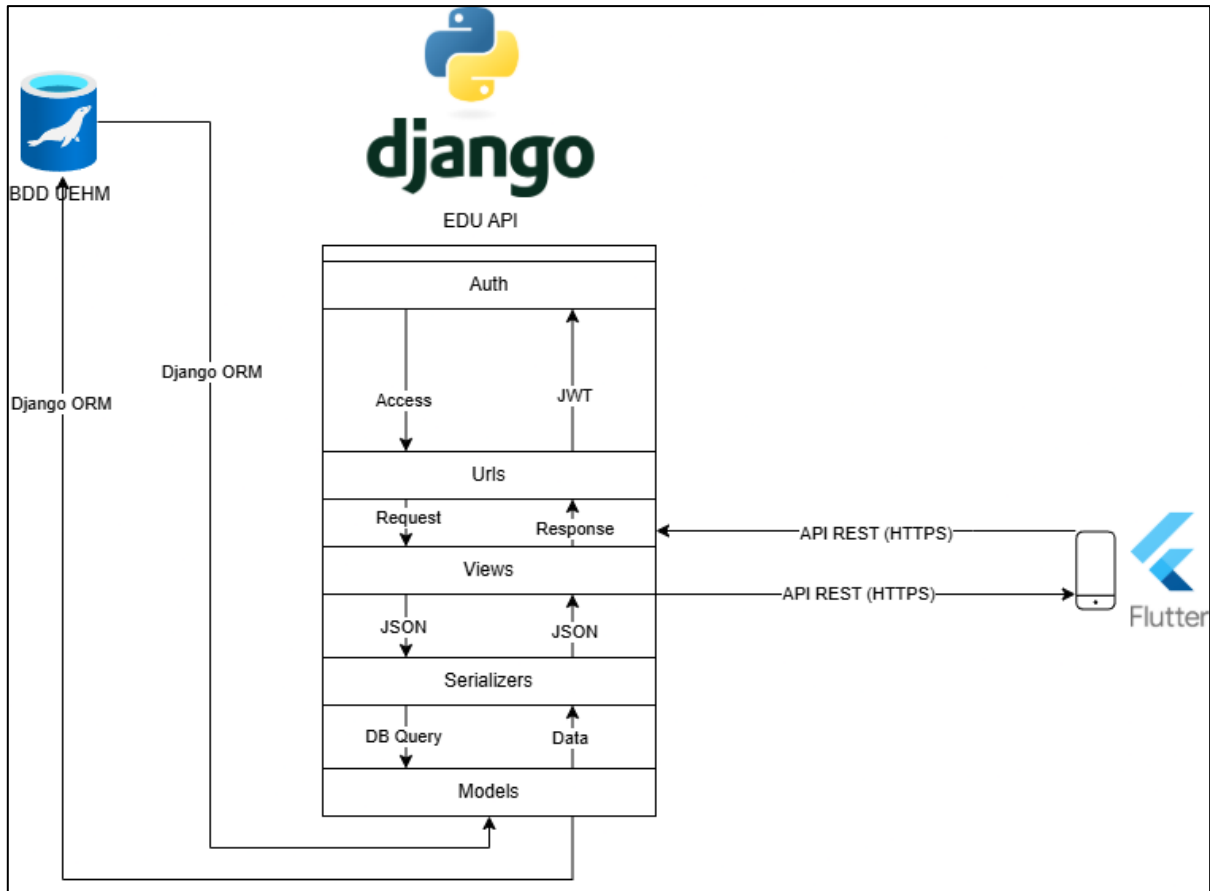 django
BDD UEHM
EDU API
Auth
Django ORM
Django ORM
Access
JWT
Urls
Request
Response
API REST (HTTPS)
Views
API REST (HTTPS)
Flutter
JSON
JSON
Serializers
DB Query
Data
Models